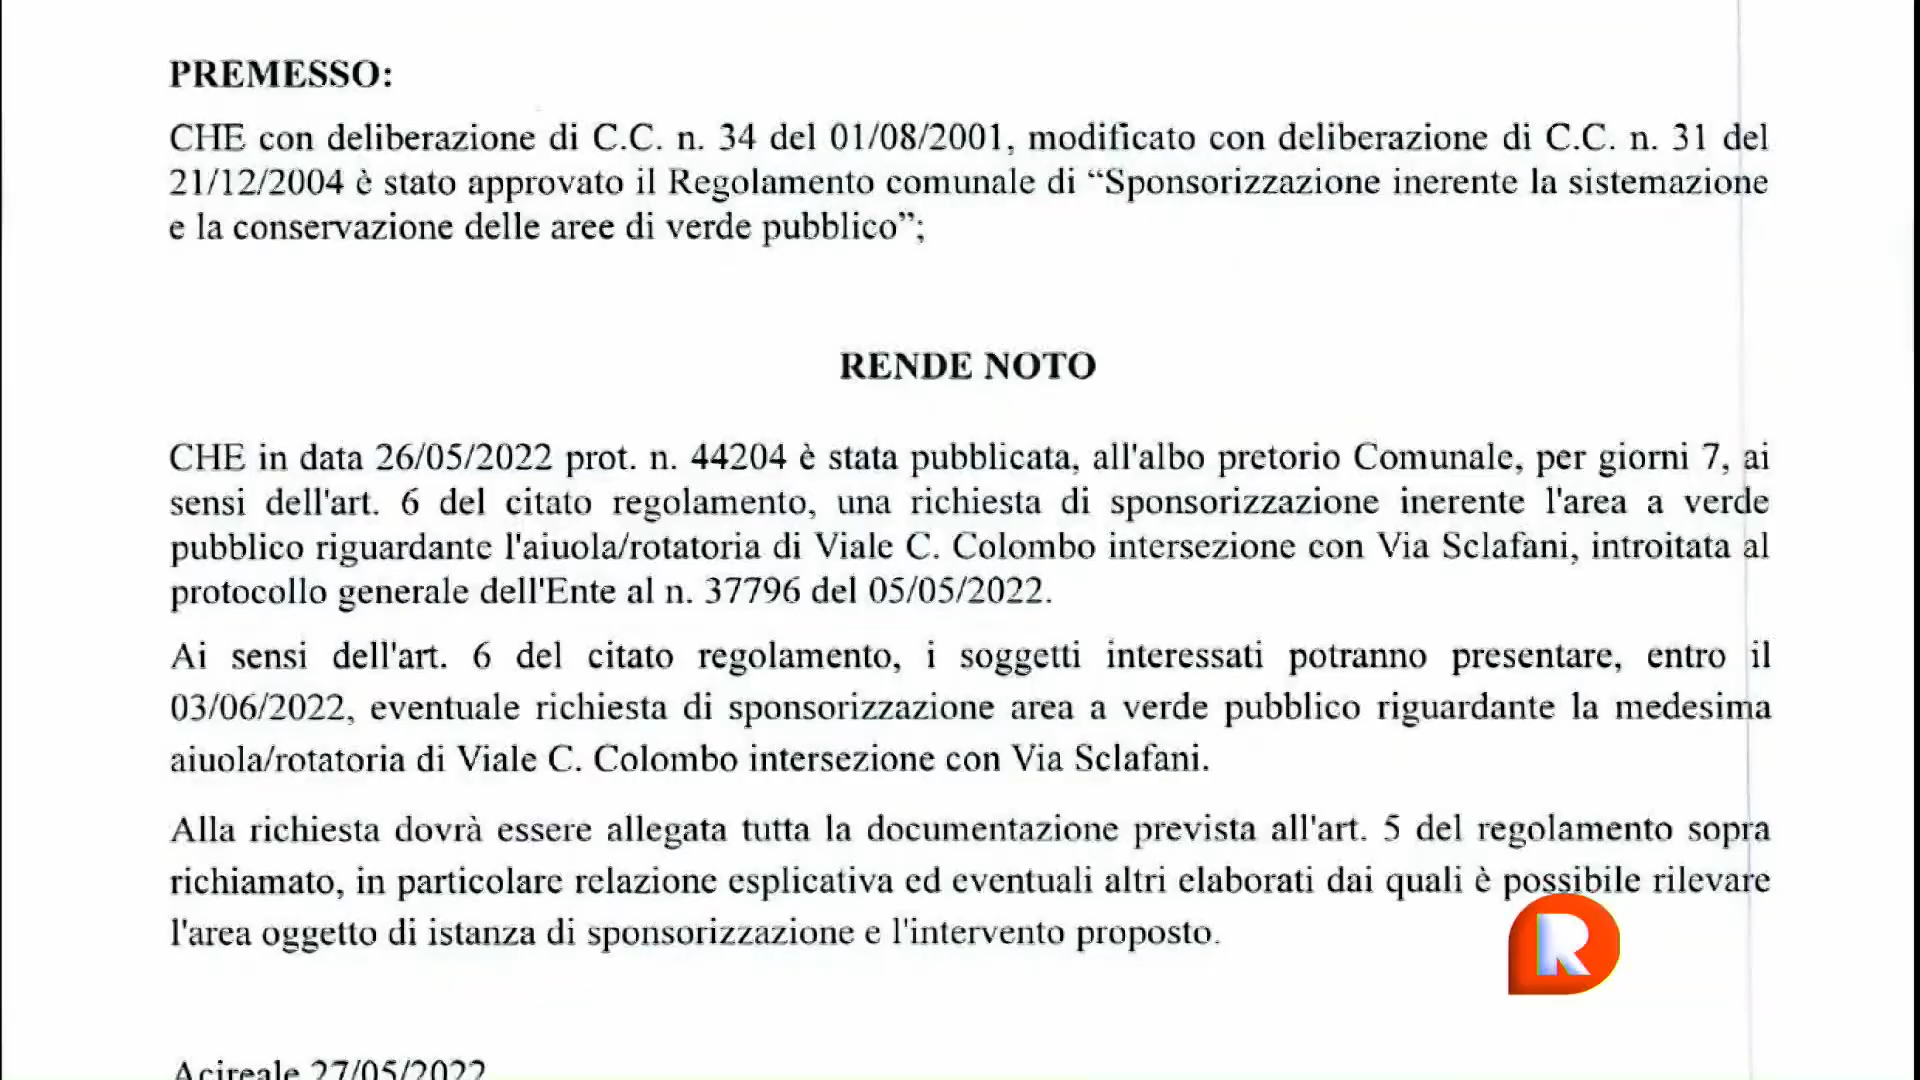 PREMESSO:
CHE con deliberazione di C.C. n. 34 del 01/08/2001, modificato con deliberazione di C.C. n. 31 del
21/12/2004 è stato approvato il Regolamento comunale di “Sponsorizzazione inerente la sistemazione
e la conservazione delle aree di verde pubblico”;
RENDE NOTO
CHE in data 26/05/2022 prot. n. 44204 è stata pubblicata, all'albo pretorio Comunale, per giorni 7, ai
sensi dell'art. 6 del citato regolamento, una richiesta di sponsorizzazione inerente l'area a verde
pubblico riguardante l'aiuola/rotatoria di Viale C. Colombo intersezione con Via Sclafani, introitata al
protocollo generale dell'Ente al n. 37796 del 05/05/2022.
Ai sensi dell'art. 6 del citato regolamento, i soggetti interessati potranno presentare, entro il
03/06/2022, eventuale richiesta di sponsorizzazione area a verde pubblico riguardante la medesima
aiuola/rotatoria di Viale C. Colombo intersezione con Via Sclafani.
Alla richiesta dovrà essere allegata tutta la documentazione prevista all'art. 5 del regolamento sopra
richiamato, in particolare relazione esplicativa ed eventuali altri elaborati dai quali è possibile rilevare
l'area oggetto di istanza di sponsorizzazione e l'intervento proposto.
R
Acireale 27/05/2022